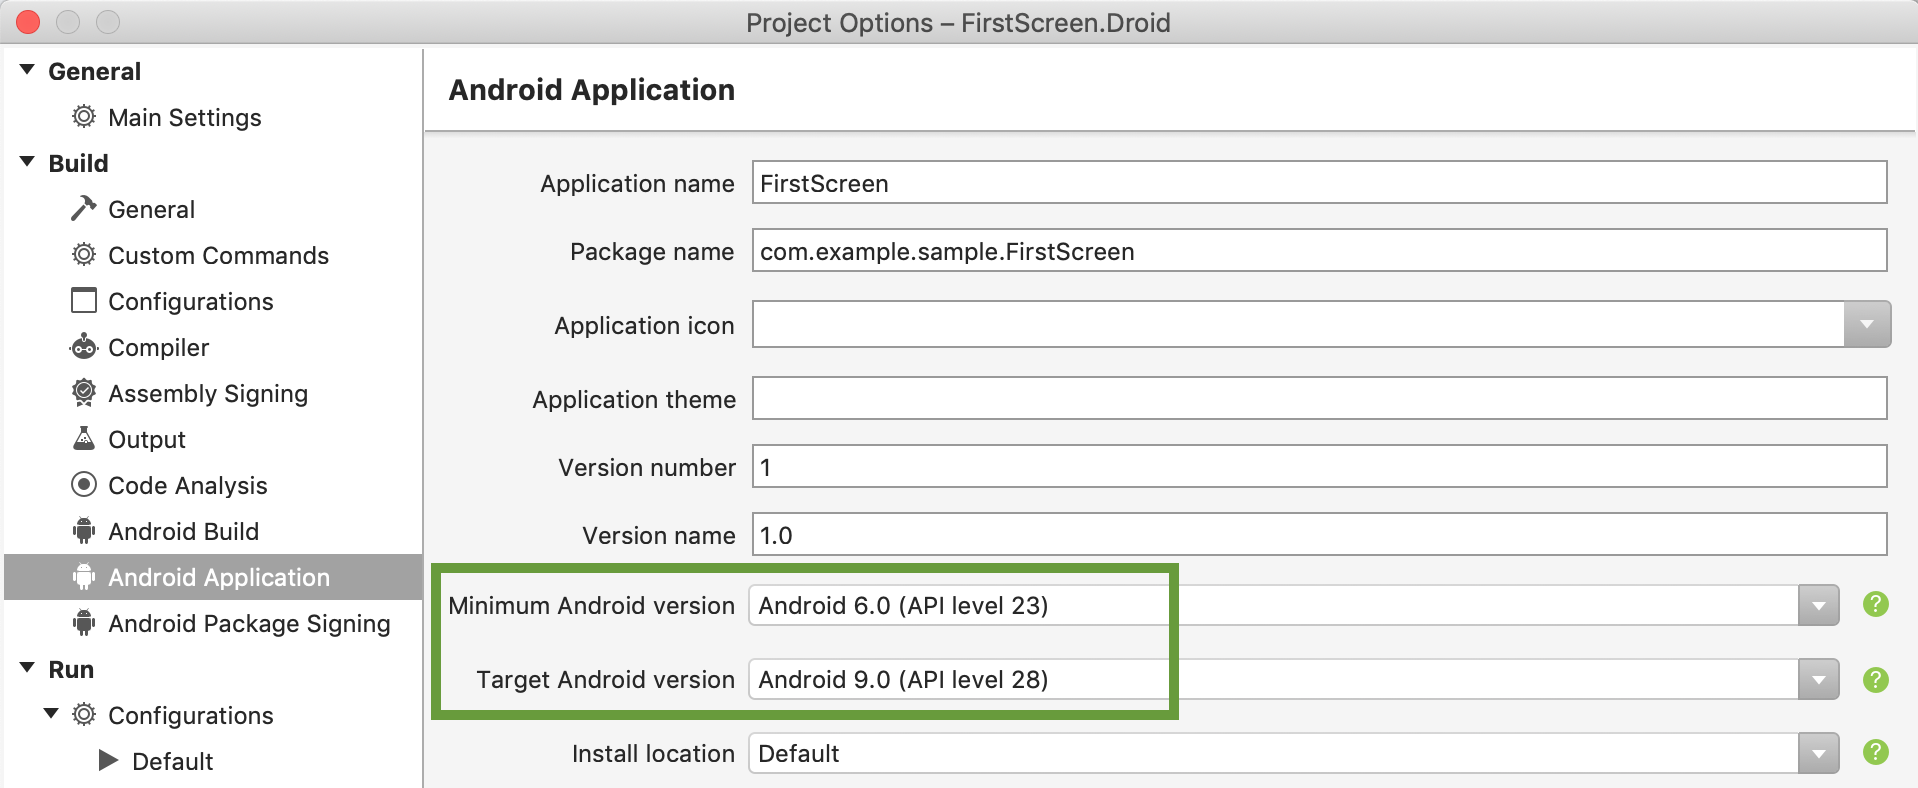 Project Options – FirstScreen.Droid
General
Main Settings
Build
General
Custom Commands
Configurations
Compiler
Assembly Signing
Output
Code Analysis
Android Build
Android Application
Android Package Signing
Run
Configurations
Default
Android Application
Application name FirstScreen
Package name com.example.sample.FirstScreen
Application icon
Application theme
Version number 1
Version name 1.0
Minimum Android version Android 6.0 (API level 23) ?
Target Android version Android 9.0 (API level 28) ?
Install location Default ?